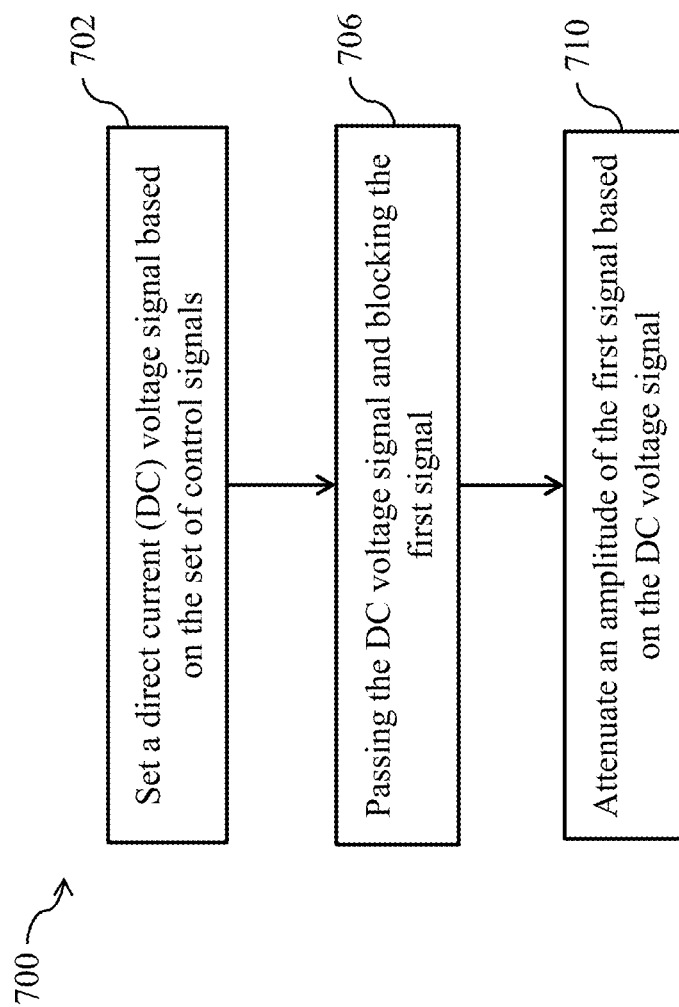 700
702
Set a direct current (DC) voltage signal based
on the set of control signals
706
Passing the DC voltage signal and blocking the
first signal
710
Attenuate an amplitude of the first signal based
on the DC voltage signal